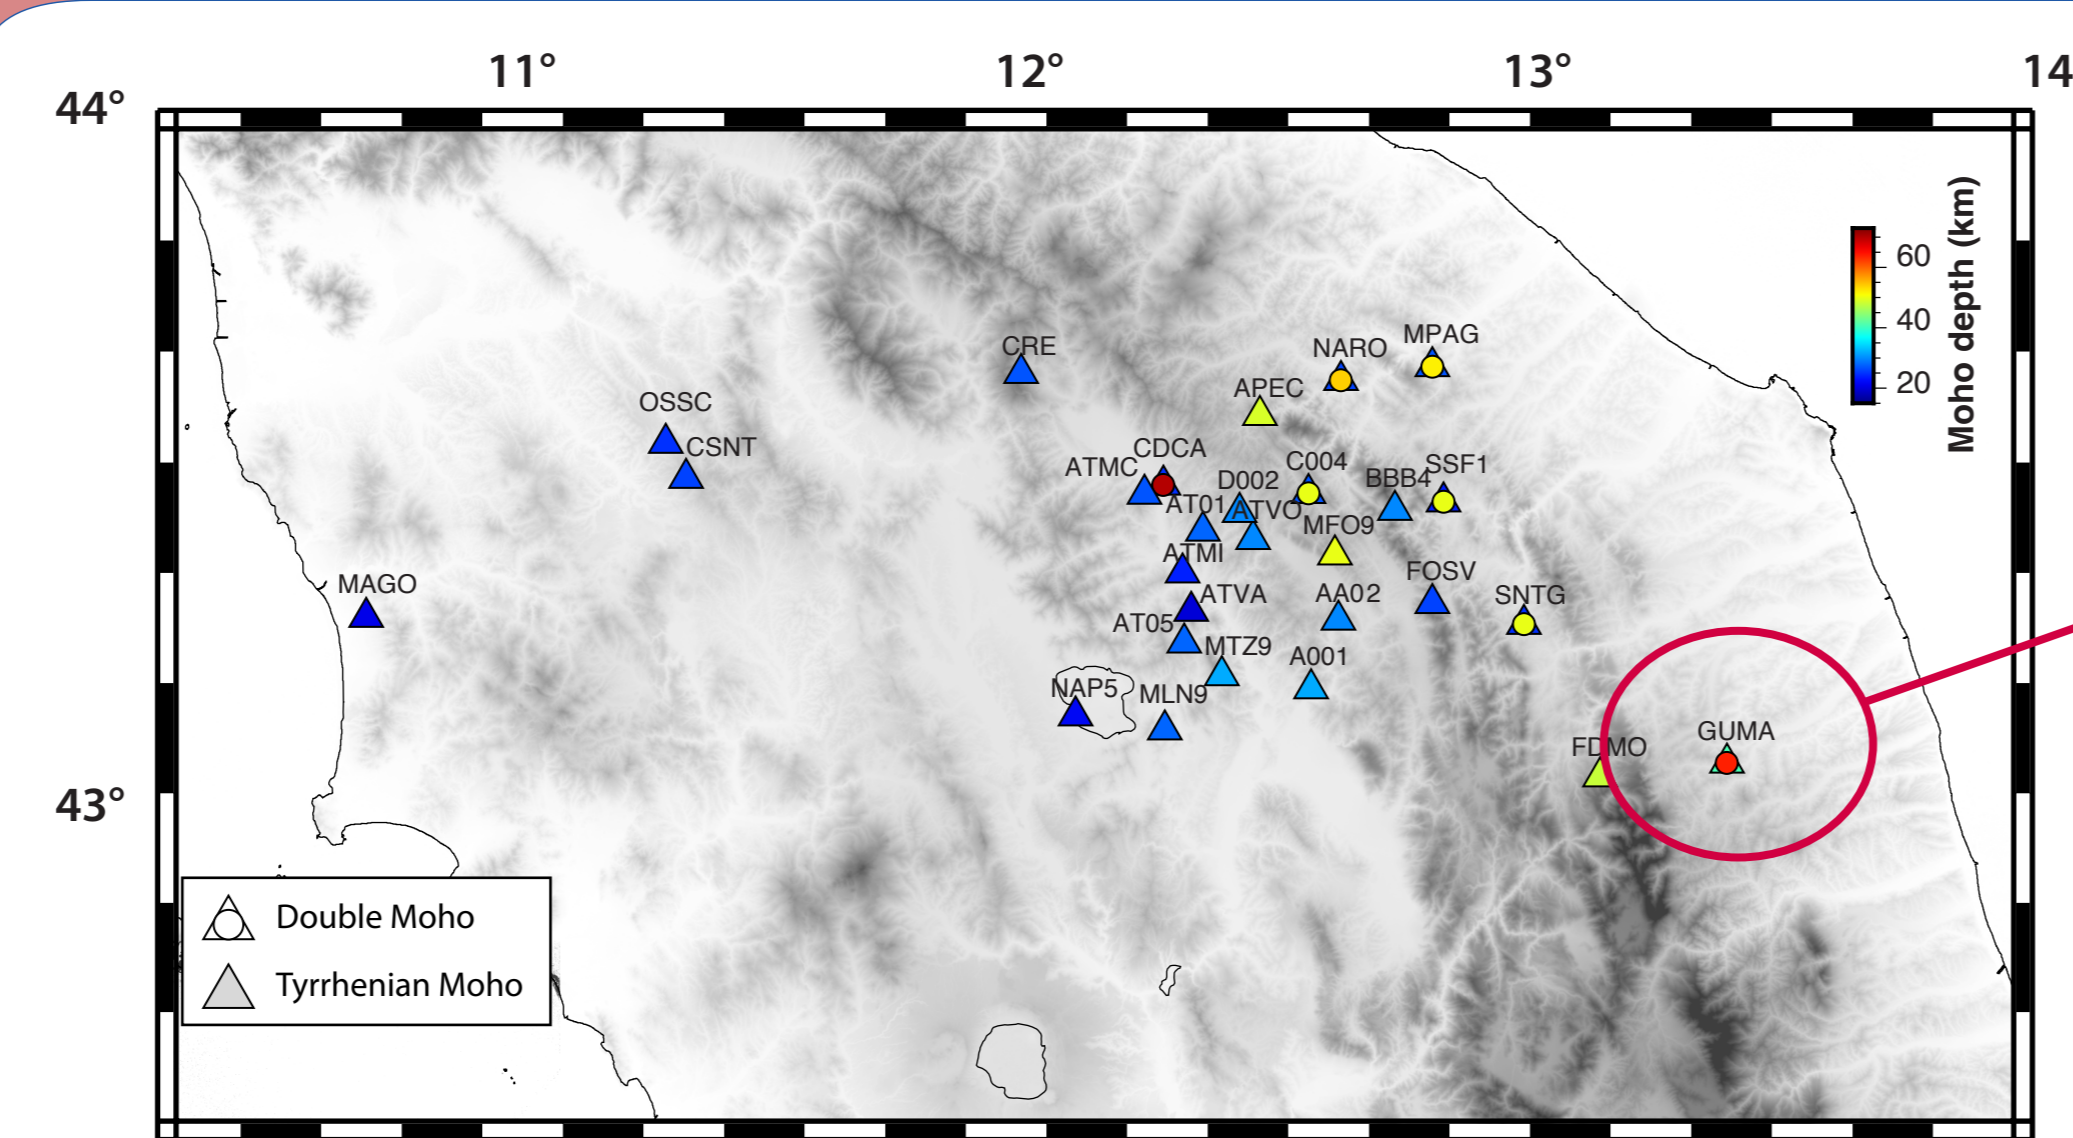 11°
12°
13°
14
44°
43°
60
40
20
Moho depth (km)
CRE
NARO
MPAG
APEC
OSSC
CSNT
CDCA
ATMC
C004
SSF1
D002
BBB4
AT01
ATVO
MFO9
ATMI
FOSV
MAGO
ATVA
AA02
SNTG
AT05
MTZ9
A001
NAP5
MLN9
FDMO
GUMA
Double Moho
Tyrrhenian Moho